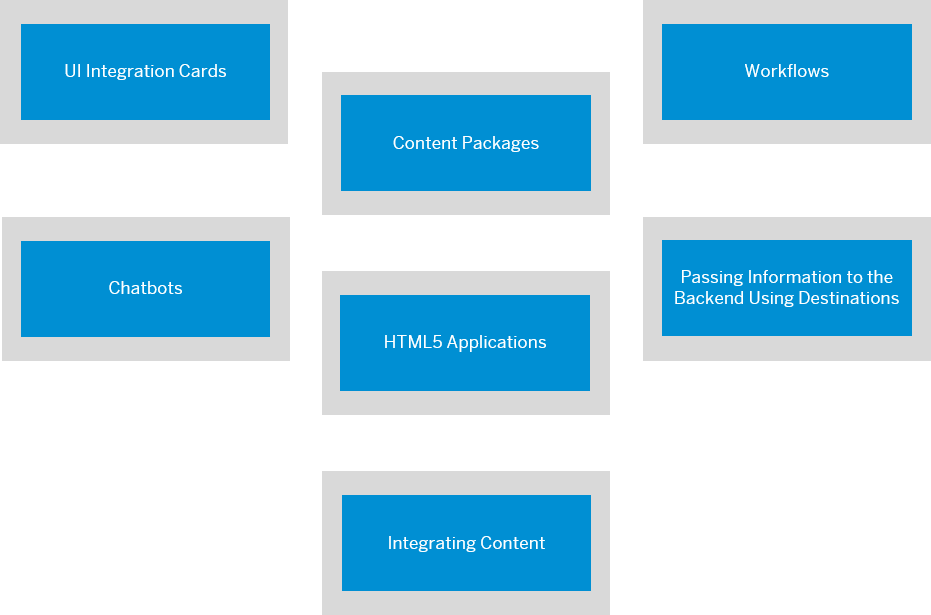 UI Integration Cards
Workflows
Content Packages
Chatbots
Passing Information to the
Backend Using Destinations
HTML5 Applications
Integrating Content